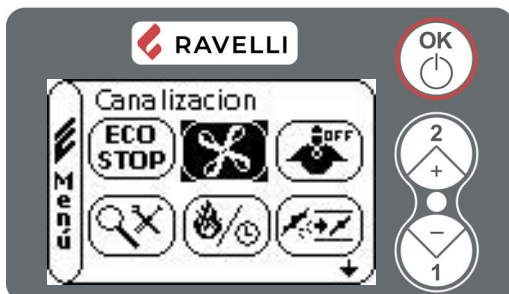 RAVELLI
OK
Canalizacion
ECO
STOP
OFF
Menú
2
+
−
1